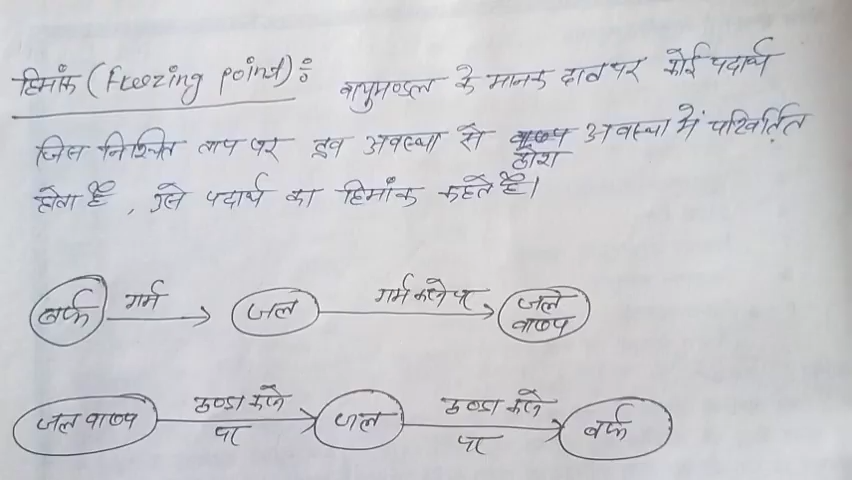 हिमांक (Freezing point): वायुमण्डल के मानक दाव पर कोई पदार्थ
जिस निश्चित ताप पर द्रव अवस्था से ठोस अवस्था में परिवर्तित
होता है, उसे पदार्थ का हिमांक कहते हैं।
बर्फ गर्म जल गर्म करने पर जल वाष्प
जल वाष्प ठण्डा करने पर जल ठण्डा करने पर बर्फ